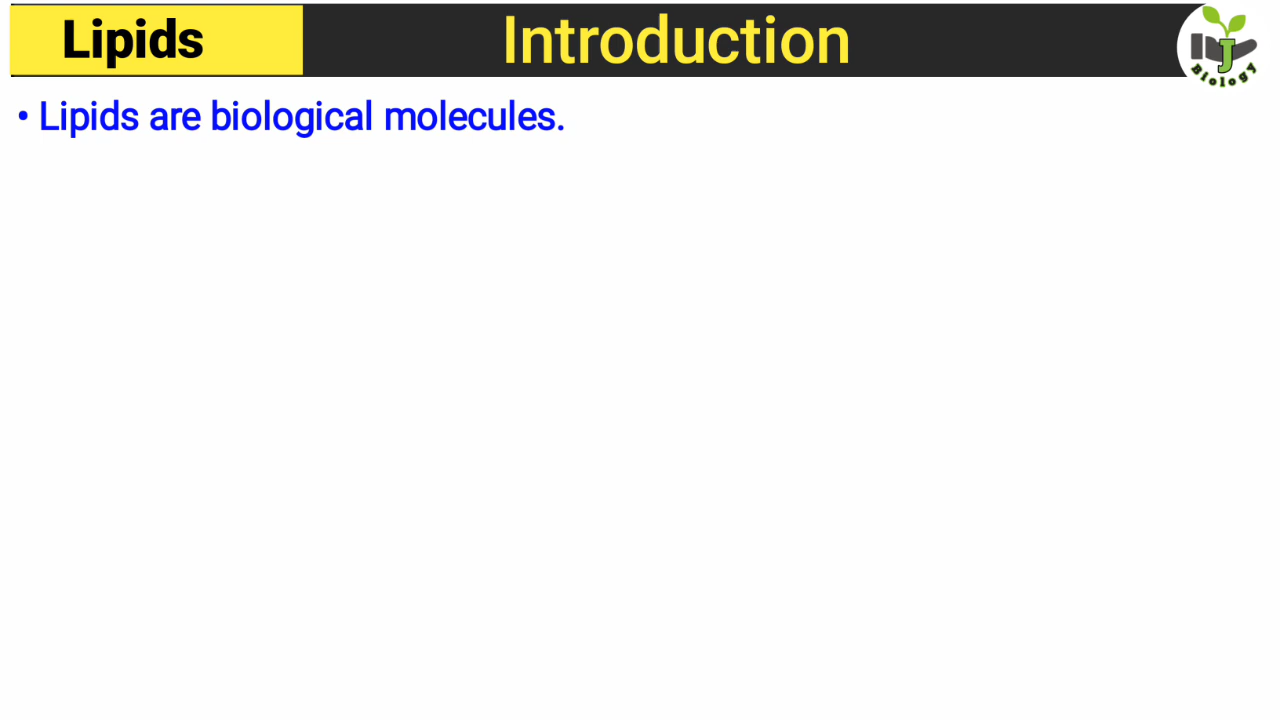 Lipids
Introduction
J
Biology
• Lipids are biological molecules.